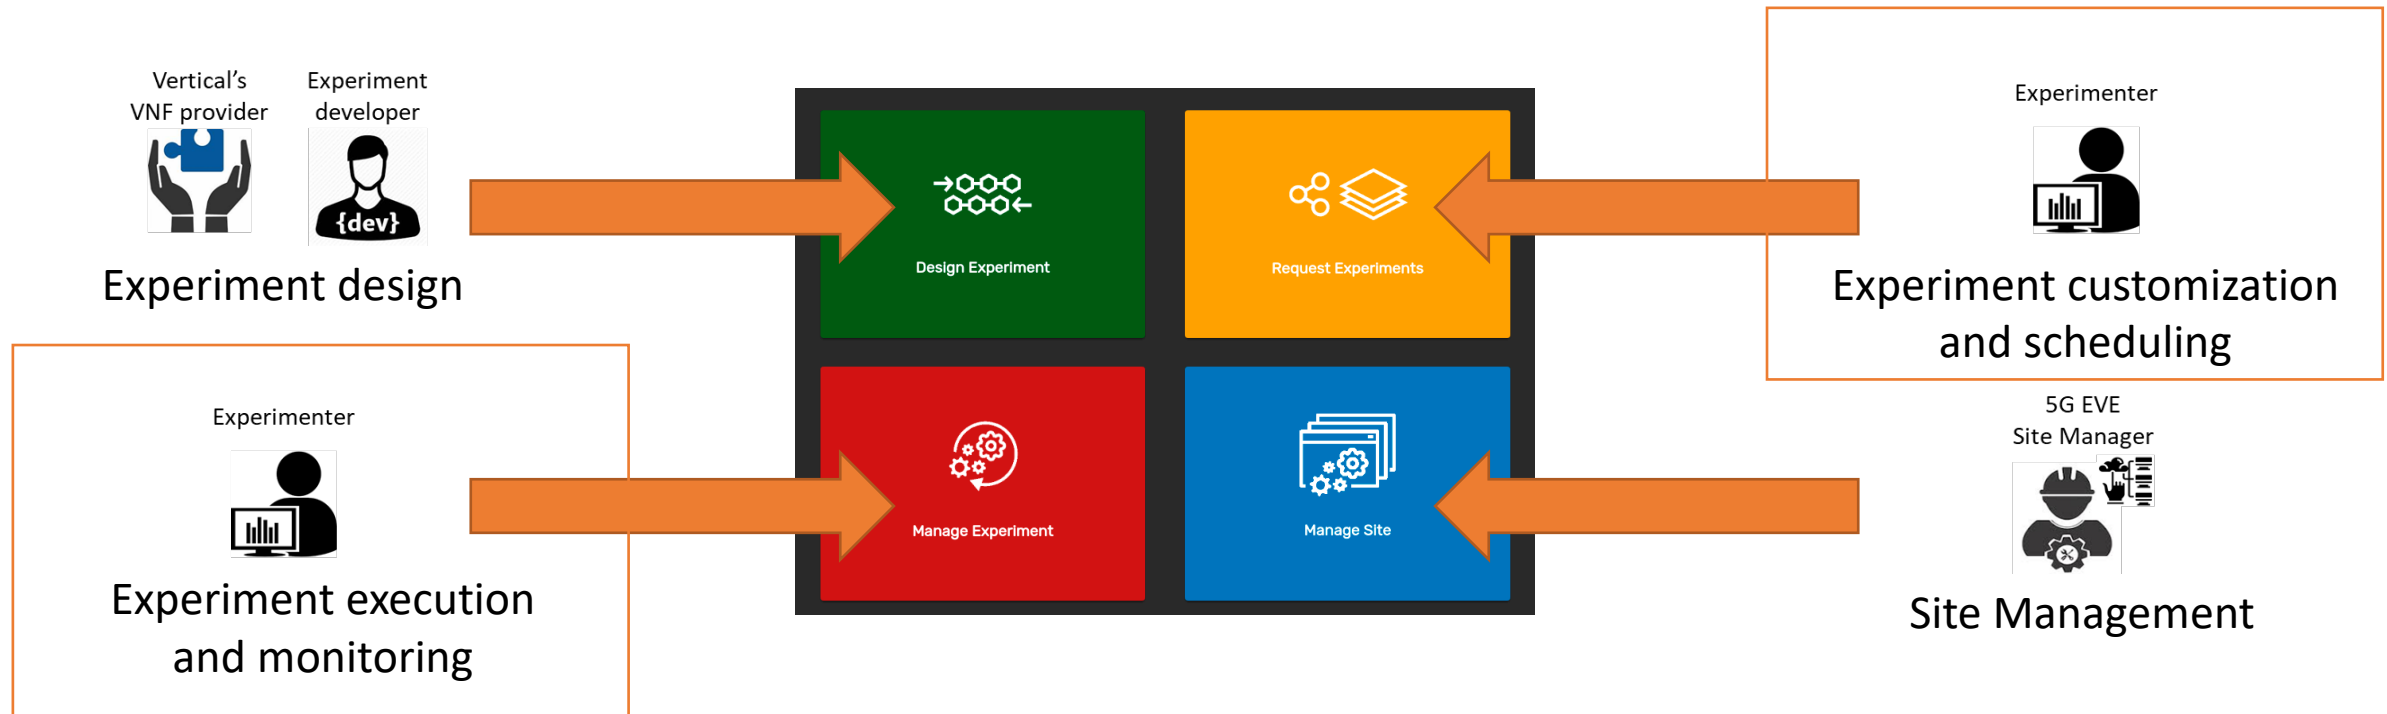 Vertical's
VNF provider
Experiment
developer
{dev}
Experiment design
Design Experiment
Request Experiments
Experimenter
Experiment customization
and scheduling
Experimenter
Experiment execution
and monitoring
Manage Experiment
Manage Site
5G EVE
Site Manager
Site Management